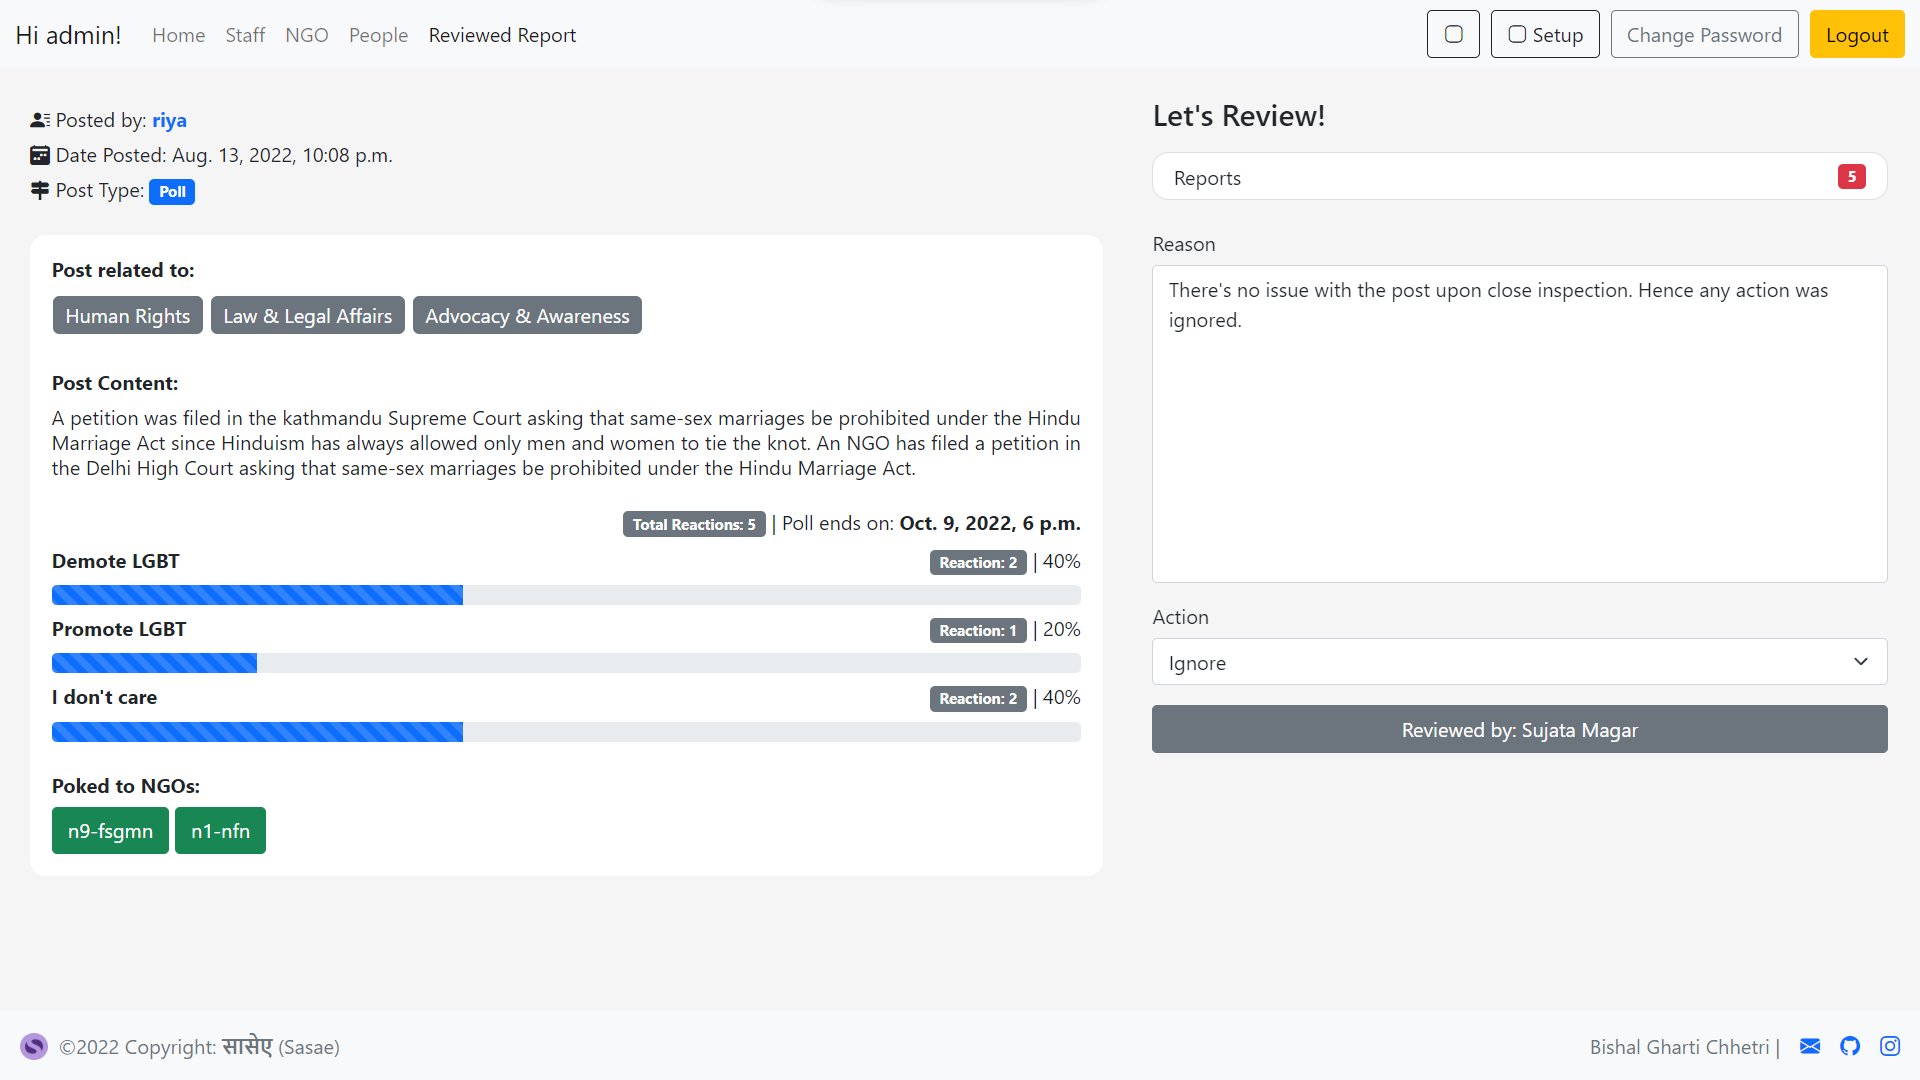 Hi admin! Home Staff NGO People Reviewed Report Setup Change Password Logout
Posted by: riya
Date Posted: Aug. 13, 2022, 10:08 p.m.
Post Type: Poll
Post related to:
Human Rights Law & Legal Affairs Advocacy & Awareness
Post Content:
A petition was filed in the kathmandu Supreme Court asking that same-sex marriages be prohibited under the Hindu
Marriage Act since Hinduism has always allowed only men and women to tie the knot. An NGO has filed a petition in
the Delhi High Court asking that same-sex marriages be prohibited under the Hindu Marriage Act.
Total Reactions: 5 | Poll ends on: Oct. 9, 2022, 6 p.m.
Demote LGBT Reaction: 2 | 40%
Promote LGBT Reaction: 1 | 20%
I don't care Reaction: 2 | 40%
Poked to NGOs:
n9-fsgmn n1-nfn
Let's Review!
Reports 5
Reason
There's no issue with the post upon close inspection. Hence any action was
ignored.
Action
Ignore
Reviewed by: Sujata Magar
©2022 Copyright: सासेए (Sasae)
Bishal Gharti Chhetri |